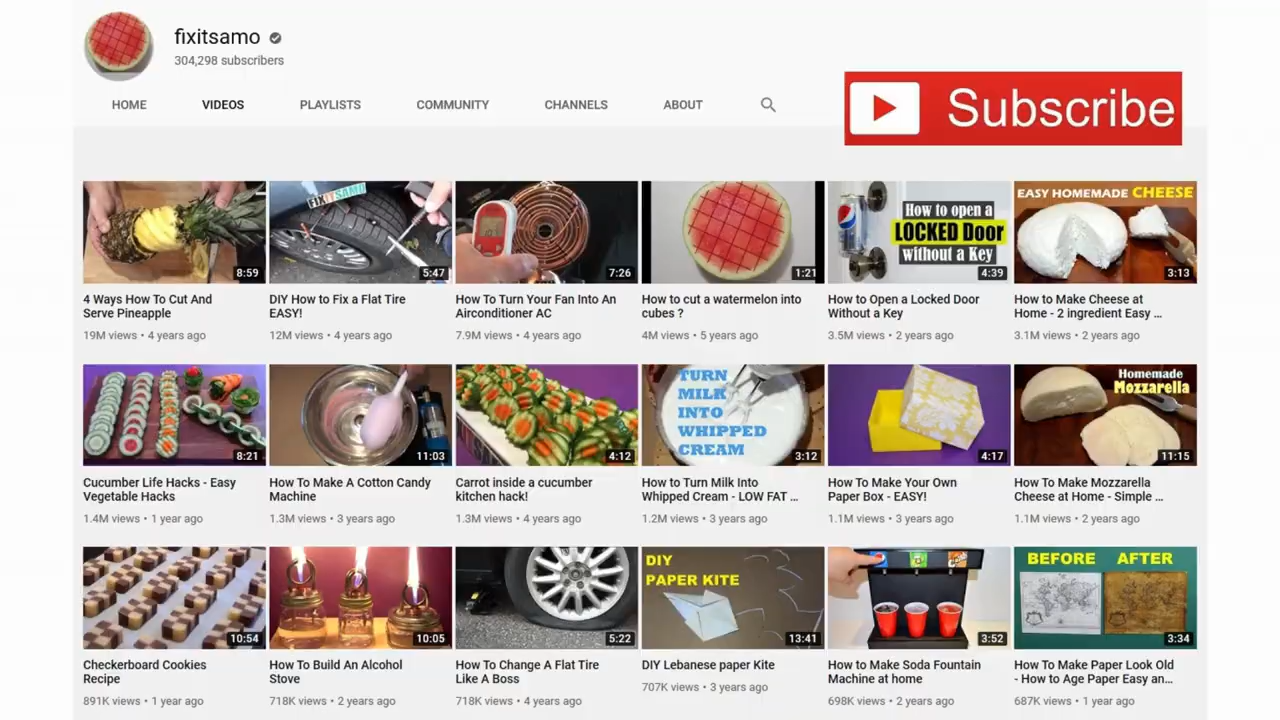 fixitsamo
304,298 subscribers
HOME VIDEOS PLAYLISTS COMMUNITY CHANNELS ABOUT
Subscribe
FIXITSAMO
How to open a
LOCKED Door
without a Key
EASY HOMEMADE CHEESE
8:59 5:47 7:26 1:21 4:39 3:13
4 Ways How To Cut And
Serve Pineapple
19M views • 4 years ago
DIY How to Fix a Flat Tire
EASY!
12M views • 4 years ago
How To Turn Your Fan Into An
Airconditioner AC
7.9M views • 4 years ago
How to cut a watermelon into
cubes ?
4M views • 5 years ago
How to Open a Locked Door
Without a Key
3.5M views • 2 years ago
How to Make Cheese at
Home - 2 ingredient Easy ...
3.1M views • 2 years ago
TURN
MILK
INTO
WHIPPED
CREAM
Homemade
Mozzarella
8:21 11:03 4:12 3:12 4:17 11:15
Cucumber Life Hacks - Easy
Vegetable Hacks
1.4M views • 1 year ago
How To Make A Cotton Candy
Machine
1.3M views • 3 years ago
Carrot inside a cucumber
kitchen hack!
1.3M views • 4 years ago
How to Turn Milk Into
Whipped Cream - LOW FAT ...
1.2M views • 3 years ago
How To Make Your Own
Paper Box - EASY!
1.1M views • 3 years ago
How To Make Mozzarella
Cheese at Home - Simple ...
1.1M views • 2 years ago
DIY
PAPER KITE
BEFORE AFTER
10:54 10:05 5:22 13:41 3:52 3:34
Checkerboard Cookies
Recipe
891K views • 1 year ago
How To Build An Alcohol
Stove
718K views • 2 years ago
How To Change A Flat Tire
Like A Boss
718K views • 4 years ago
DIY Lebanese paper Kite
707K views • 3 years ago
How to Make Soda Fountain
Machine at home
698K views • 2 years ago
How To Make Paper Look Old
- How to Age Paper Easy an...
687K views • 1 year ago